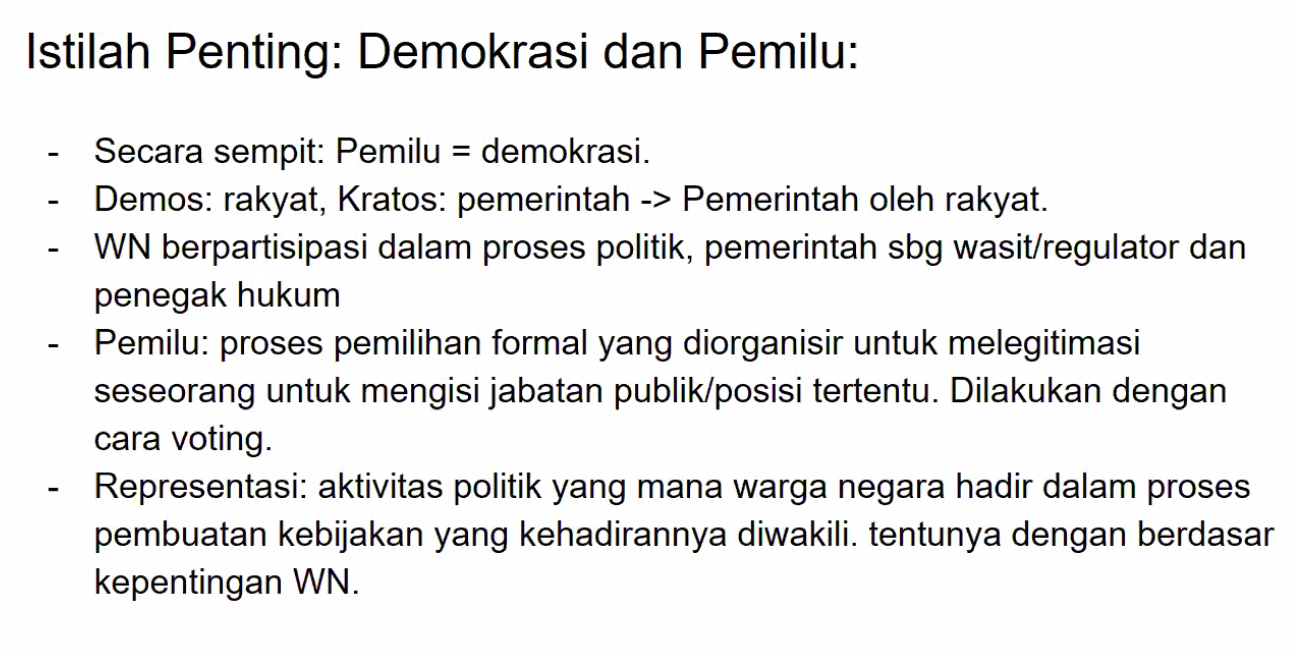 Istilah Penting: Demokrasi dan Pemilu:
- Secara sempit: Pemilu = demokrasi.
- Demos: rakyat, Kratos: pemerintah -> Pemerintah oleh rakyat.
- WN berpartisipasi dalam proses politik, pemerintah sbg wasit/regulator dan
penegak hukum
- Pemilu: proses pemilihan formal yang diorganisir untuk melegitimasi
seseorang untuk mengisi jabatan publik/posisi tertentu. Dilakukan dengan
cara voting.
- Representasi: aktivitas politik yang mana warga negara hadir dalam proses
pembuatan kebijakan yang kehadirannya diwakili. tentunya dengan berdasar
kepentingan WN.